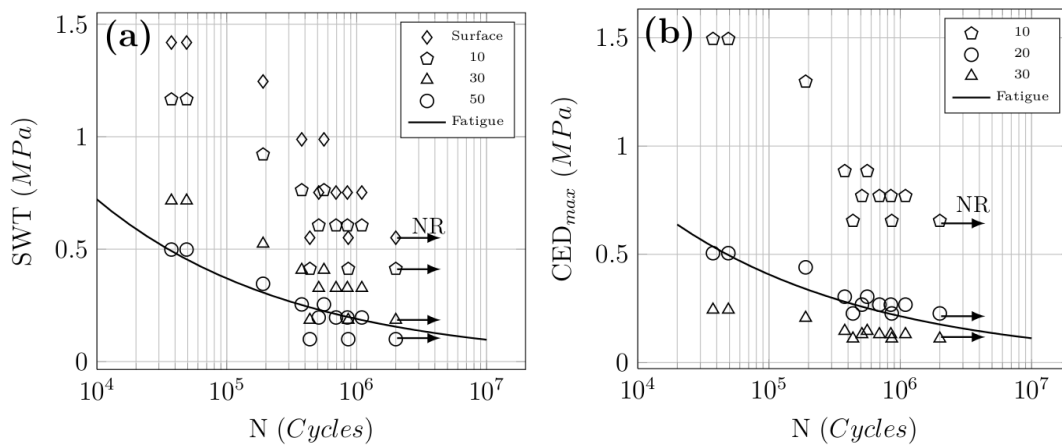 (a)
SWT (MPa)
1.5
1
0.5
0
10^4
10^5
10^6
10^7
N (Cycles)
Surface
10
30
50
Fatigue
NR
(b)
CED_max (MPa)
1.5
1
0.5
0
10^4
10^5
10^6
10^7
N (Cycles)
10
20
30
Fatigue
NR